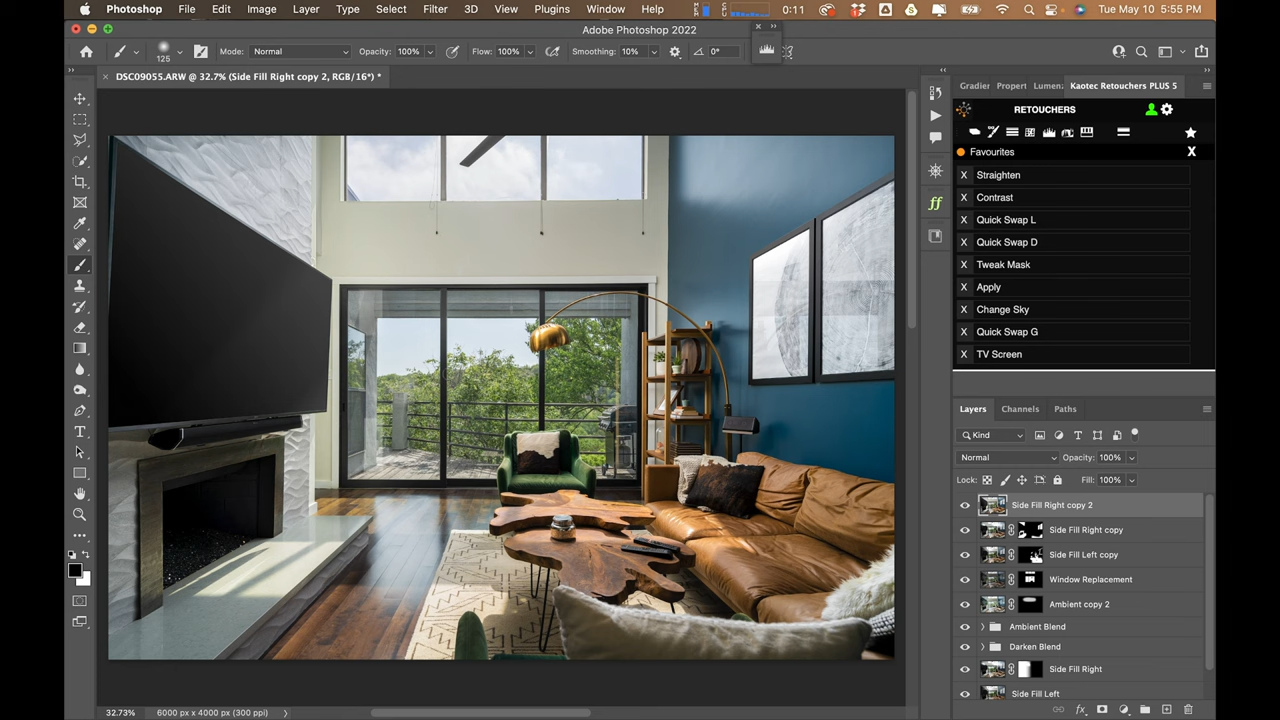 Photoshop File Edit Image Layer Type Select Filter 3D View Plugins Window Help 0:11 Tue May 10 5:55 PM
Adobe Photoshop 2022
125 Mode: Normal Opacity: 100% Flow: 100% Smoothing: 10% 0°
DSC09055.ARW @ 32.7% (Side Fill Right copy 2, RGB/16*) *
Gradier Propert Lumen: Kaotec Retouchers PLUS 5
RETOUCHERS
Favourites X
X Straighten
X Contrast
X Quick Swap L
X Quick Swap D
X Tweak Mask
X Apply
X Change Sky
X Quick Swap G
X TV Screen
Layers Channels Paths
Kind
Normal Opacity: 100%
Lock: Fill: 100%
Side Fill Right copy 2
Side Fill Right copy
Side Fill Left copy
Window Replacement
Ambient copy 2
Ambient Blend
Darken Blend
Side Fill Right
Side Fill Left
32.73% 6000 px x 4000 px (300 ppi)